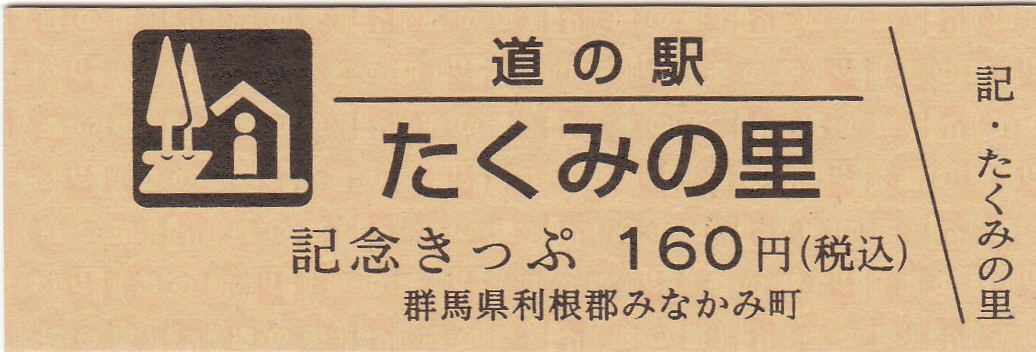 道の駅
たくみの里
記念きっぷ 160円(税込)
群馬県利根郡みなかみ町
記・たくみの里